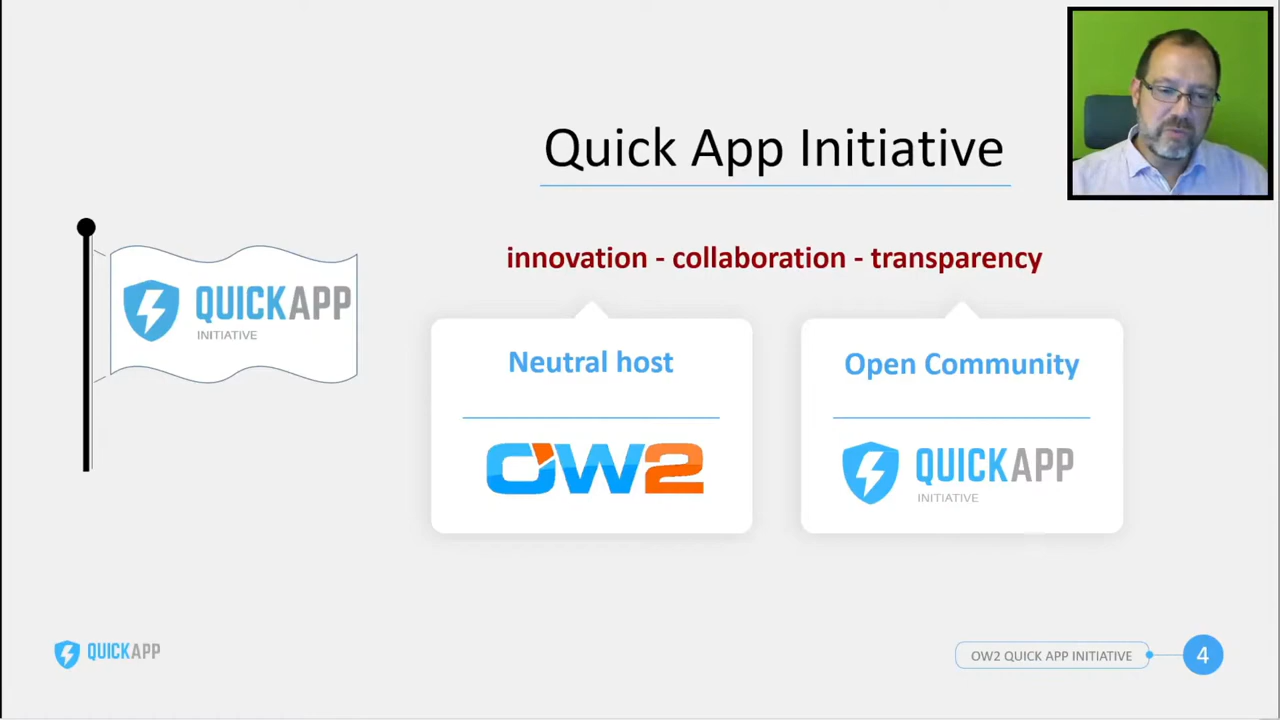 Quick App Initiative
innovation - collaboration - transparency
QUICKAPP
INITIATIVE
Neutral host
OW2
Open Community
QUICKAPP
INITIATIVE
QUICKAPP
OW2 QUICK APP INITIATIVE
4